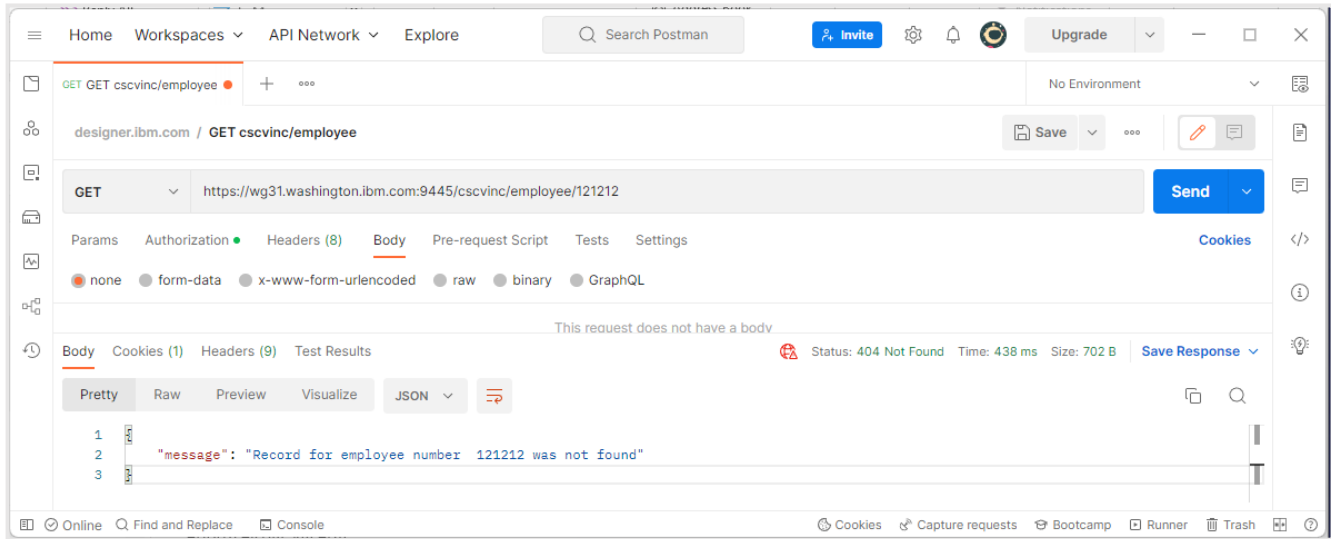 Home Workspaces API Network Explore Search Postman Invite Upgrade
GET GET cscvinc/employee No Environment
designer.ibm.com / GET cscvinc/employee Save
GET https://wg31.washington.ibm.com:9445/cscvinc/employee/121212 Send
Params Authorization Headers (8) Body Pre-request Script Tests Settings Cookies
none form-data x-www-form-urlencoded raw binary GraphQL
This request does not have a body
Body Cookies (1) Headers (9) Test Results Status: 404 Not Found Time: 438 ms Size: 702 B Save Response
Pretty Raw Preview Visualize JSON
1 {
2 "message": "Record for employee number  121212 was not found"
3 }
Online Find and Replace Console Cookies Capture requests Bootcamp Runner Trash